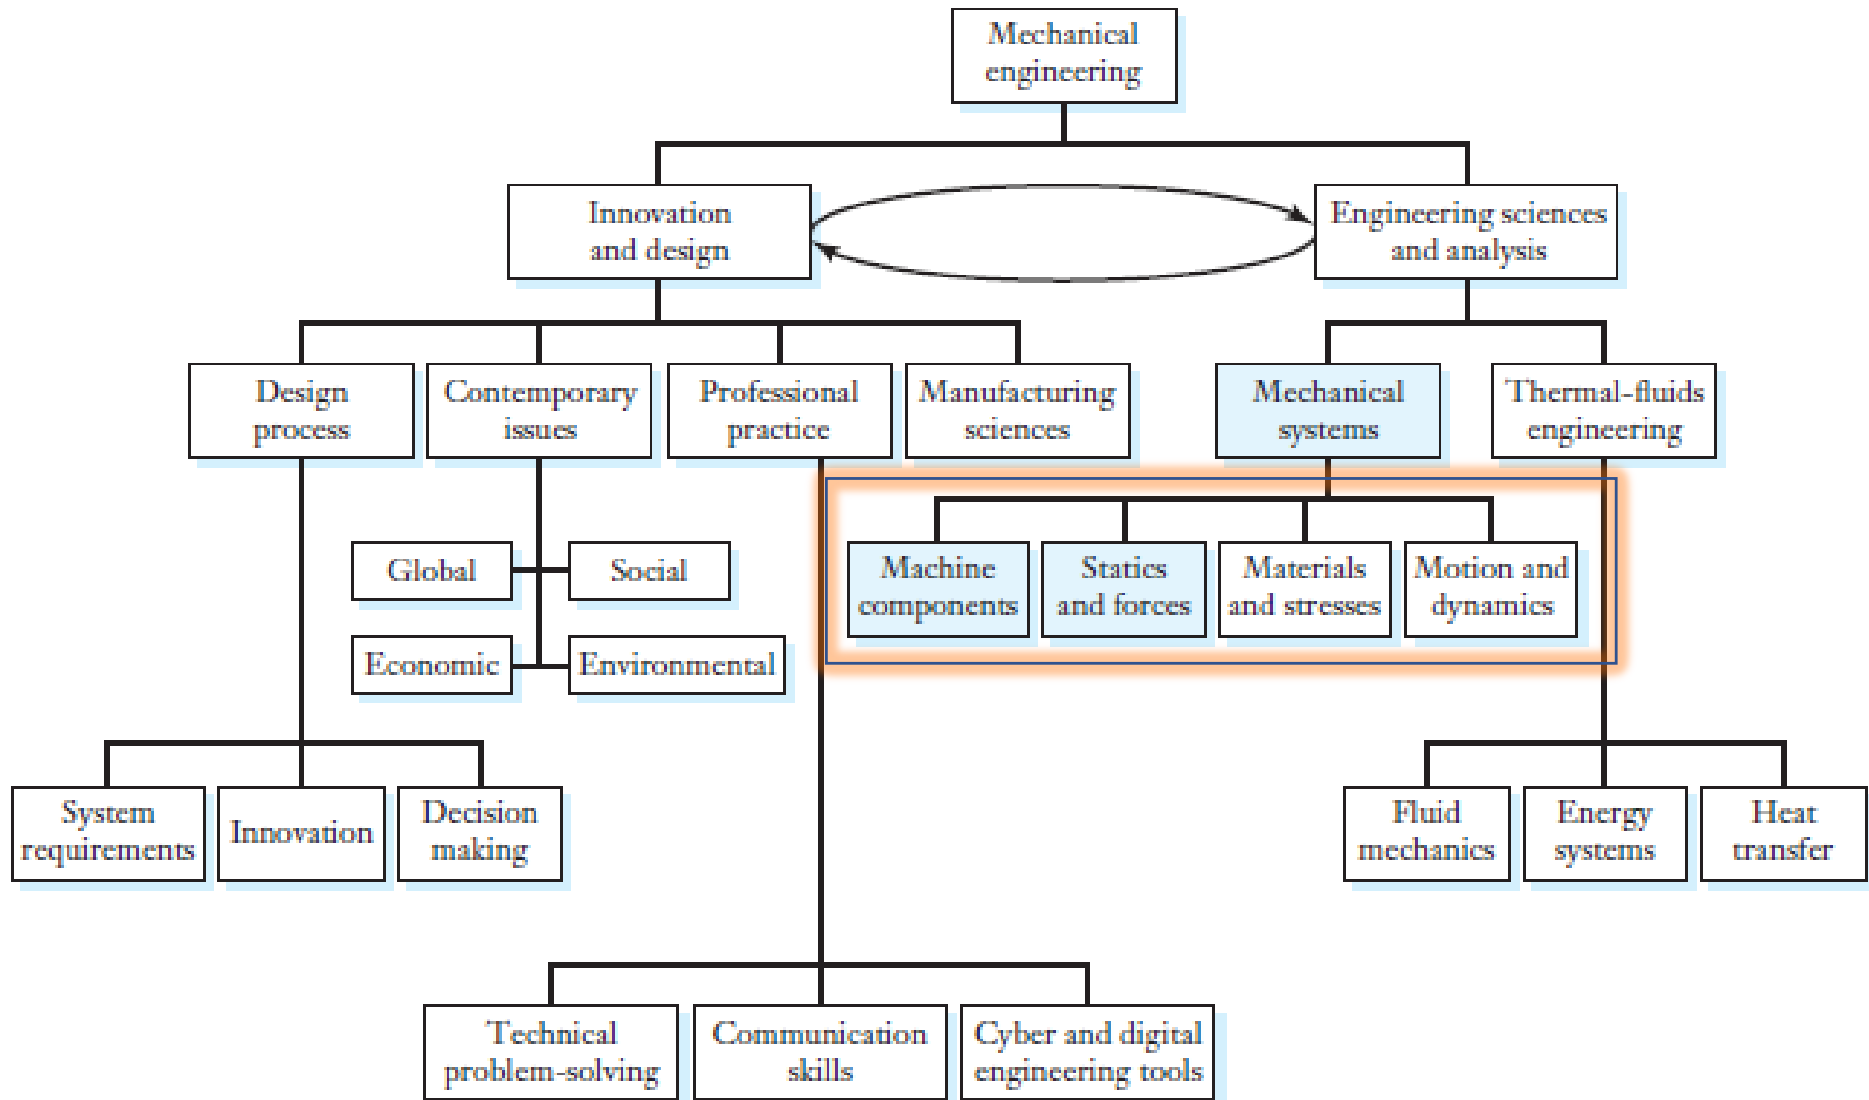 Mechanical
engineering
Innovation
and design
Engineering sciences
and analysis
Design
process
Contemporary
issues
Professional
practice
Manufacturing
sciences
Mechanical
systems
Thermal-fluids
engineering
Global
Social
Economic
Environmental
Machine
components
Statics
and forces
Materials
and stresses
Motion and
dynamics
System
requirements
Innovation
Decision
making
Fluid
mechanics
Energy
systems
Heat
transfer
Technical
problem-solving
Communication
skills
Cyber and digital
engineering tools